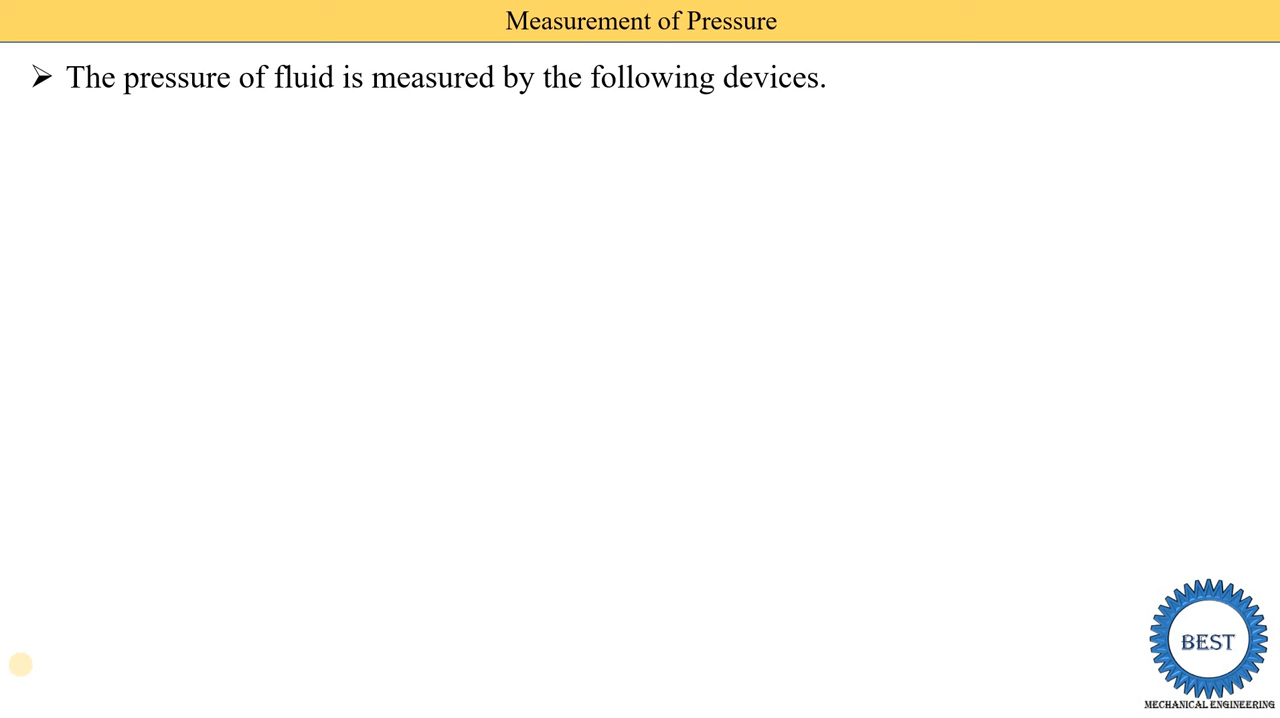 Measurement of Pressure
➢ The pressure of fluid is measured by the following devices.
BEST
MECHANICAL ENGINEERING